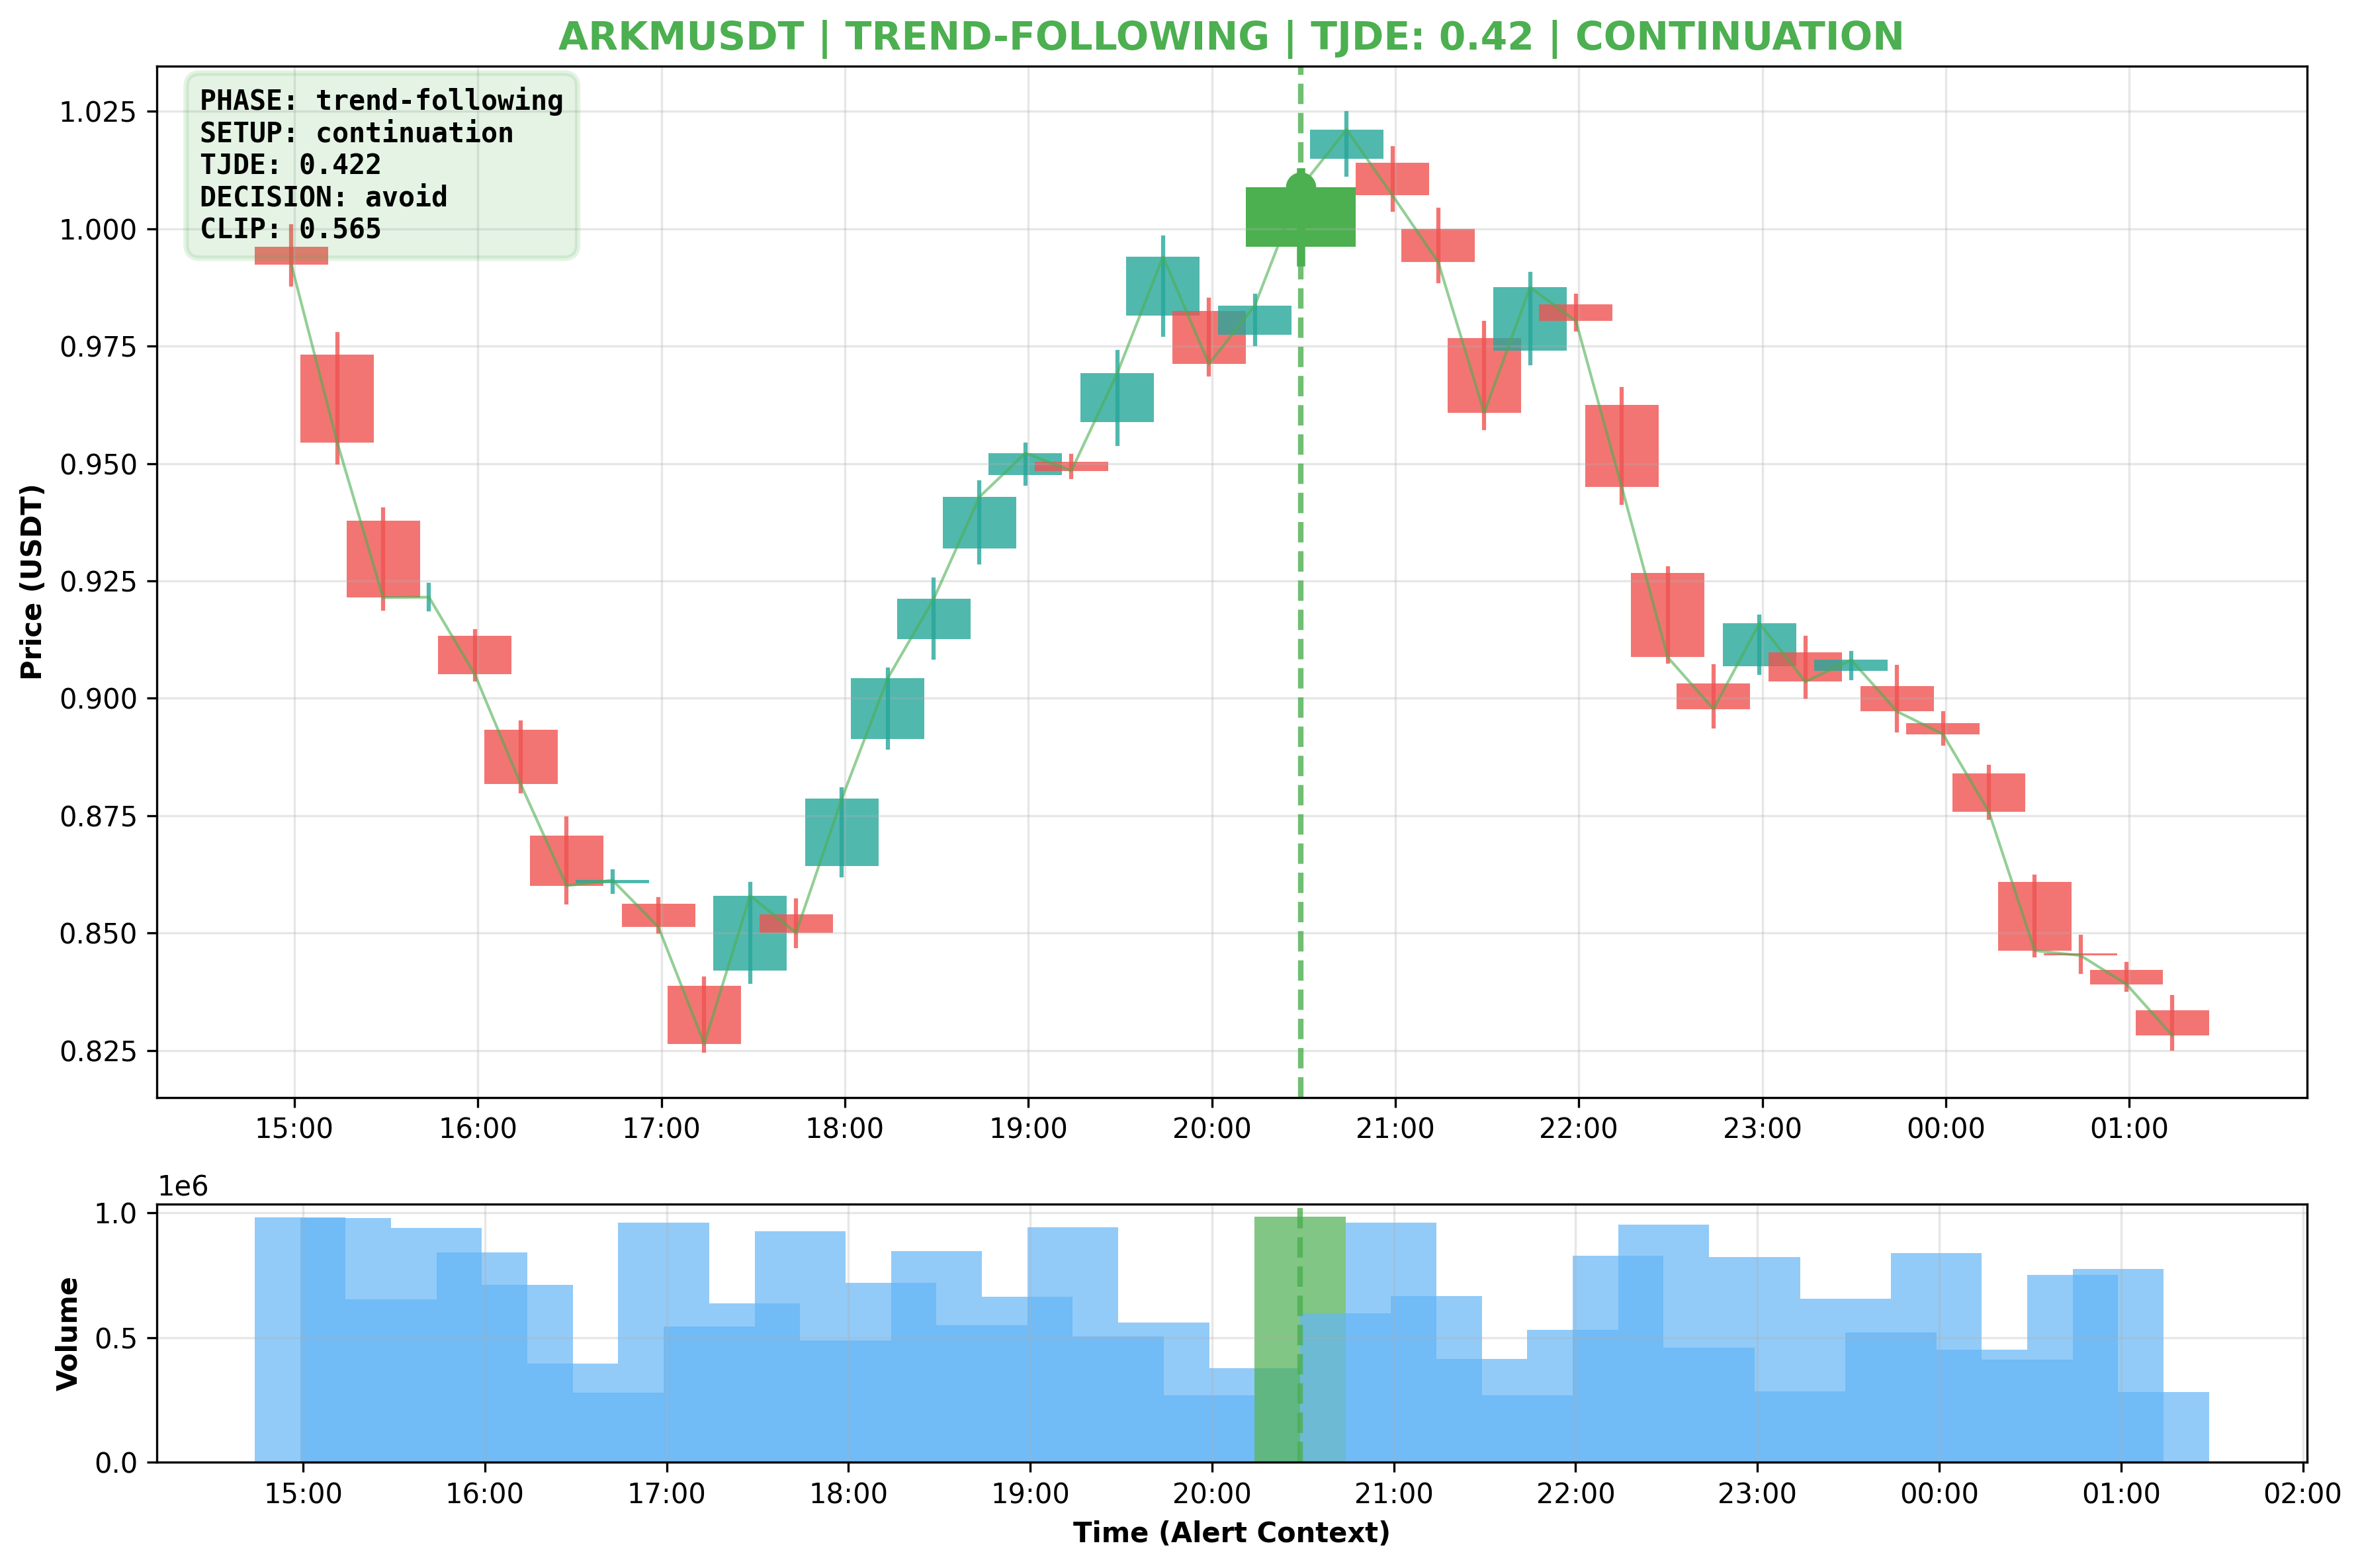 ARKMUSDT | TREND-FOLLOWING | TJDE: 0.42 | CONTINUATION
PHASE: trend-following
SETUP: continuation
TJDE: 0.422
DECISION: avoid
CLIP: 0.565
Price (USDT)
1.025
1.000
0.975
0.950
0.925
0.900
0.875
0.850
0.825
15:00 16:00 17:00 18:00 19:00 20:00 21:00 22:00 23:00 00:00 01:00
1e6
Volume
1.0
0.5
0.0
15:00 16:00 17:00 18:00 19:00 20:00 21:00 22:00 23:00 00:00 01:00 02:00
Time (Alert Context)